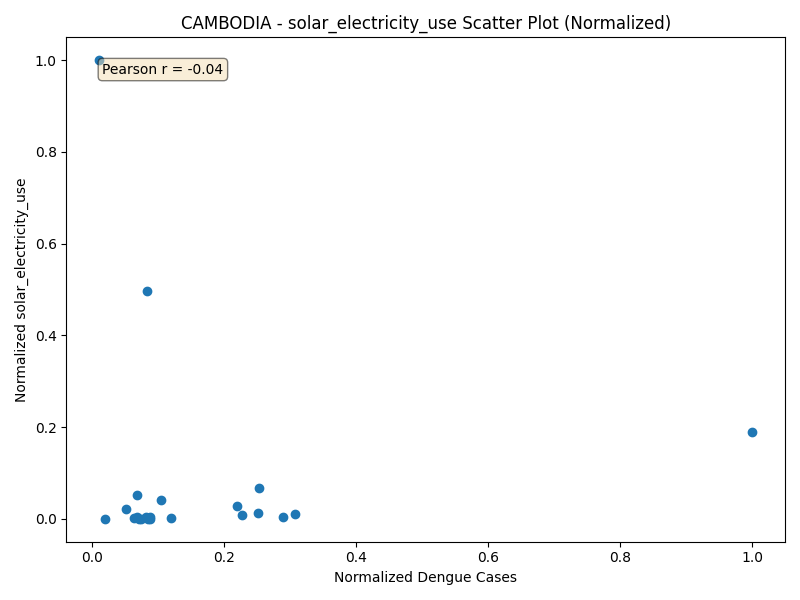 CAMBODIA - solar_electricity_use Scatter Plot (Normalized)
Pearson r = -0.04
Normalized solar_electricity_use
1.0
0.8
0.6
0.4
0.2
0.0
0.0 0.2 0.4 0.6 0.8 1.0
Normalized Dengue Cases